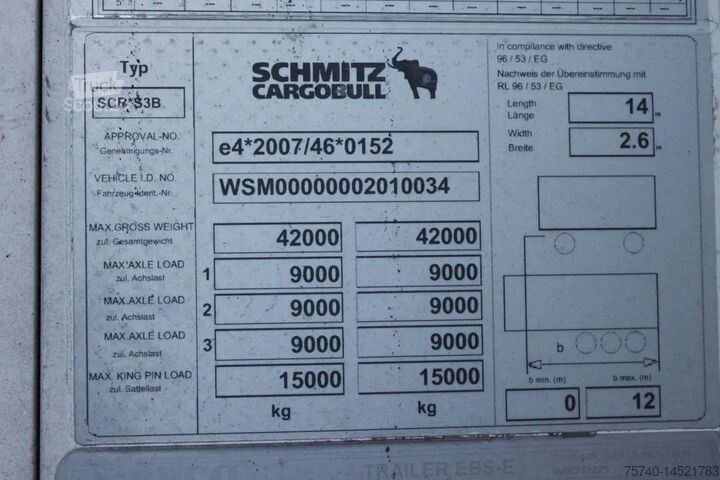 5
Typ
SCHMITZ
CARGOBULL
Truck
Sco
SCR*S3B
APPROVAL-NO.
Genehmigungs-Nr.
e4*2007/46*0152
VEHICLE I.D. NO.
Fahrzeug-Ident.-Nr.
WSM00000002010034
MAX.GROSS WEIGHT
zul. Gesamtgewicht
42000 42000
MAX.AXLE LOAD
zul. Achslast
1 9000 9000
MAX.AXLE LOAD
zul. Achslast
2 9000 9000
MAX.AXLE LOAD
zul. Achslast
3 9000 9000
MAX. KING PIN LOAD
zul. Sattellast
15000 15000
kg kg
In compliance with directive
96 / 53 / EG
Nachweis der Übereinstimmung mit
RL 96 / 53 / EG
Length
Länge
14 m
Width
Breite
2.6 m
b
b min. (m) b max. (m)
0 12
TRAILER EBS-E
75740-14521783